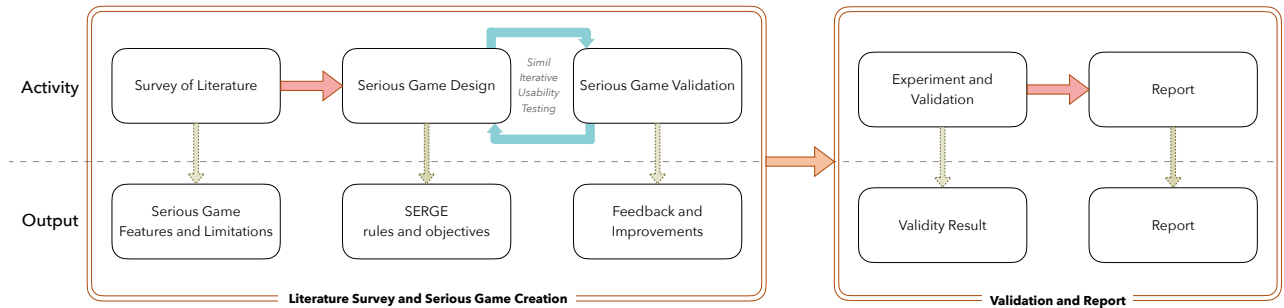 Activity
Survey of Literature
Serious Game Design
Simil
Iterative
Usability
Testing
Serious Game Validation
Experiment and
Validation
Report
Output
Serious Game
Features and Limitations
SERGE
rules and objectives
Feedback and
Improvements
Validity Result
Report
Literature Survey and Serious Game Creation
Validation and Report